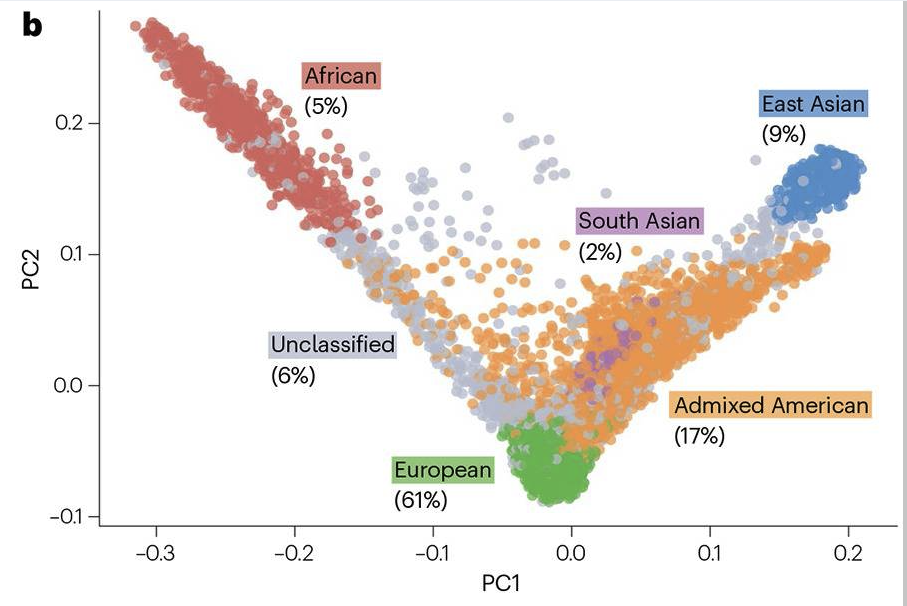 b
African
(5%)
East Asian
(9%)
0.2
South Asian
(2%)
0.1
PC2
Unclassified
(6%)
0.0
Admixed American
(17%)
European
(61%)
−0.1
−0.3 −0.2 −0.1 0.0 0.1 0.2
PC1